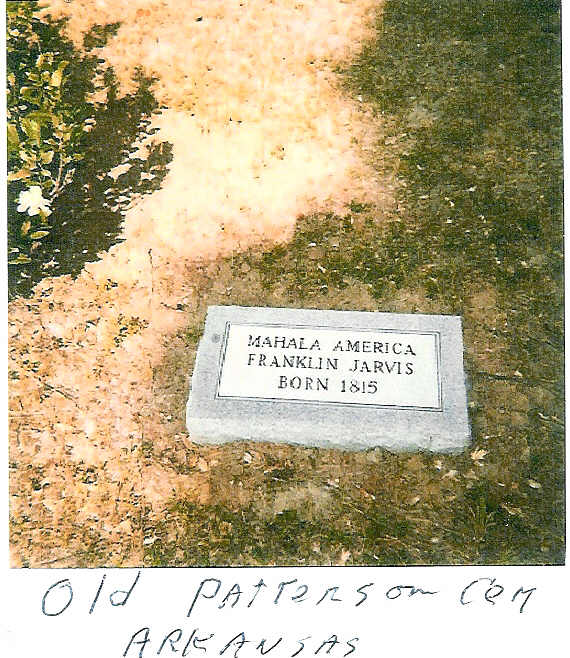 MAHALA AMERICA
FRANKLIN JARVIS
BORN 1815
Old PATTERSON CEM
ARKANSAS